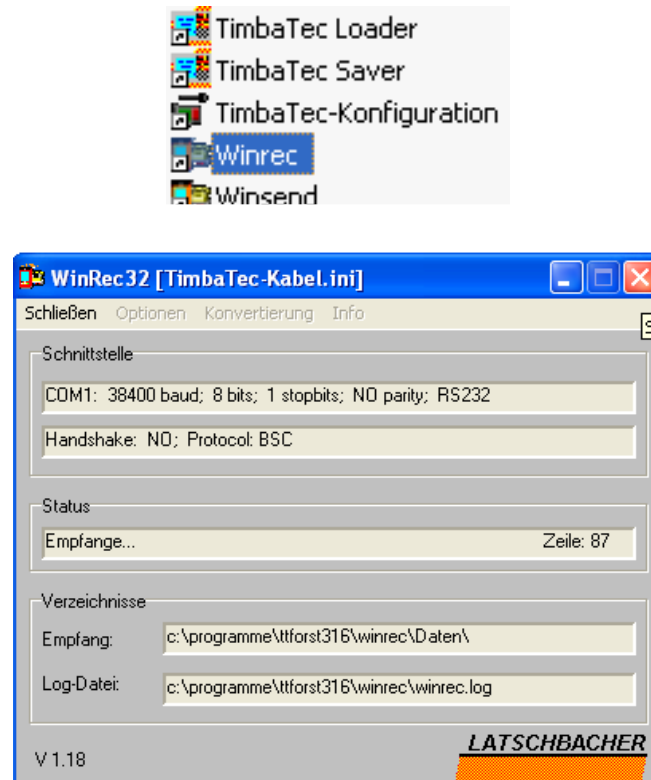 TimbaTec Loader
TimbaTec Saver
TimbaTec-Konfiguration
Winrec
Winsend
WinRec32 [TimbaTec-Kabel.ini]
Schließen Optionen Konvertierung Info
Schnittstelle
COM1: 38400 baud; 8 bits; 1 stopbits; NO parity; RS232
Handshake: NO; Protocol: BSC
Status
Empfange... Zeile: 87
Verzeichnisse
Empfang: c:\programme\ttforst316\winrec\Daten\
Log-Datei: c:\programme\ttforst316\winrec\winrec.log
V 1.18 LATSCHBACHER